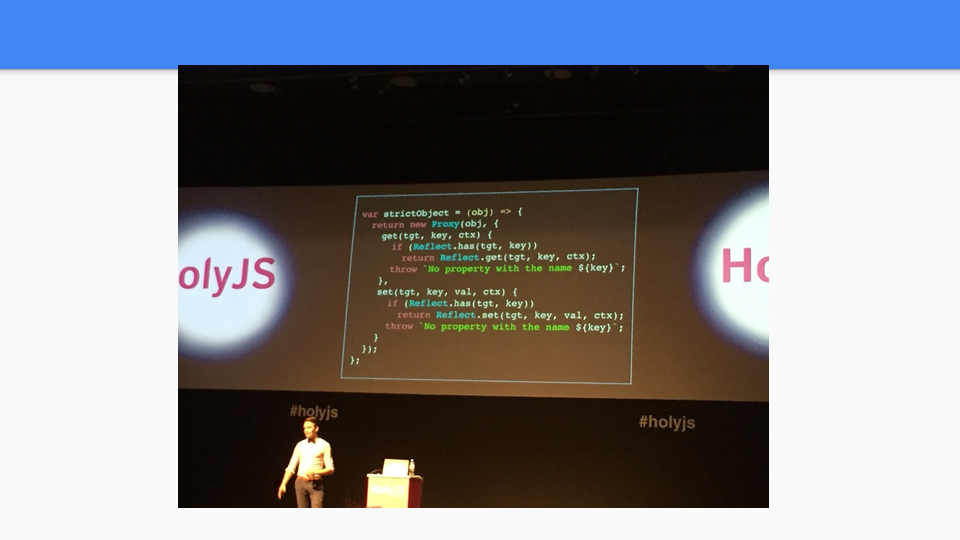 var strictObject = (obj) => {
return new Proxy(obj, {
get(tgt, key, ctx) {
if (Reflect.has(tgt, key))
return Reflect.get(tgt, key, ctx);
throw `No property with the name ${key}`;
},
set(tgt, key, val, ctx) {
if (Reflect.has(tgt, key))
return Reflect.set(tgt, key, val, ctx);
throw `No property with the name ${key}`;
}
});
};
olyJS
Ho
#holyjs
#holyjs
HolyJS